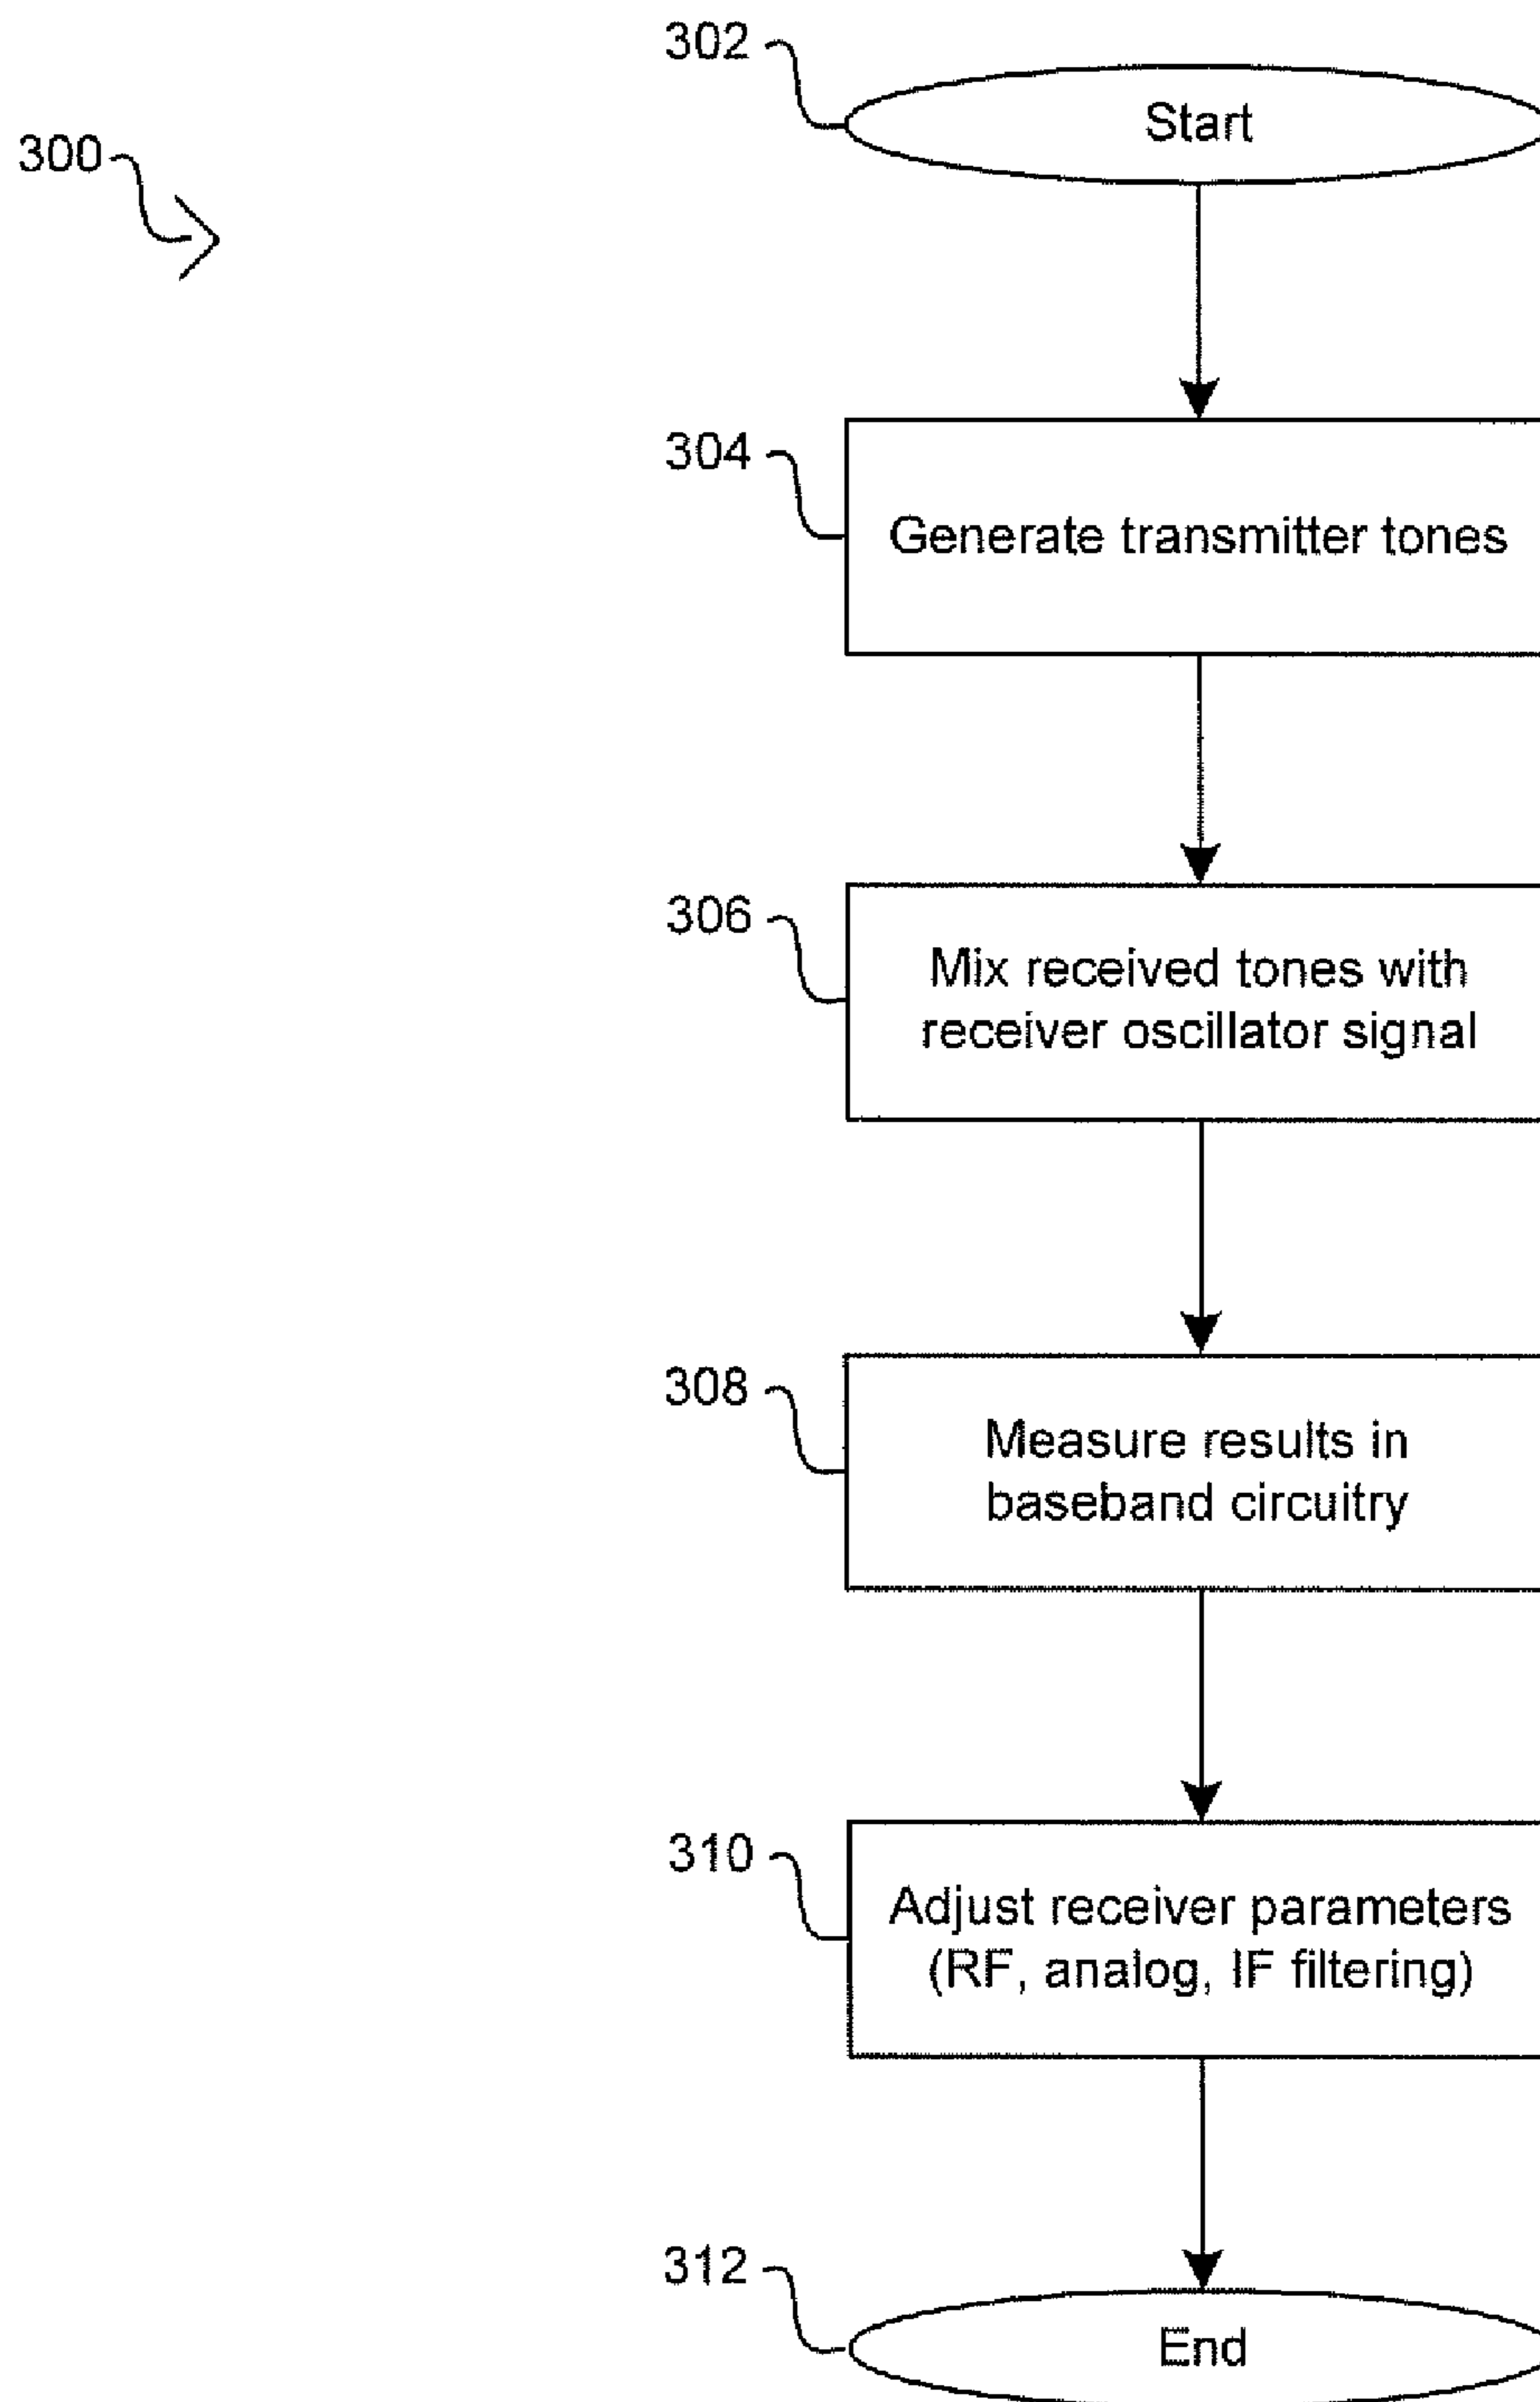 302
Start
300
304
Generate transmitter tones
306
Mix received tones with
receiver oscillator signal
308
Measure results in
baseband circuitry
310
Adjust receiver parameters
(RF, analog, IF filtering)
312
End